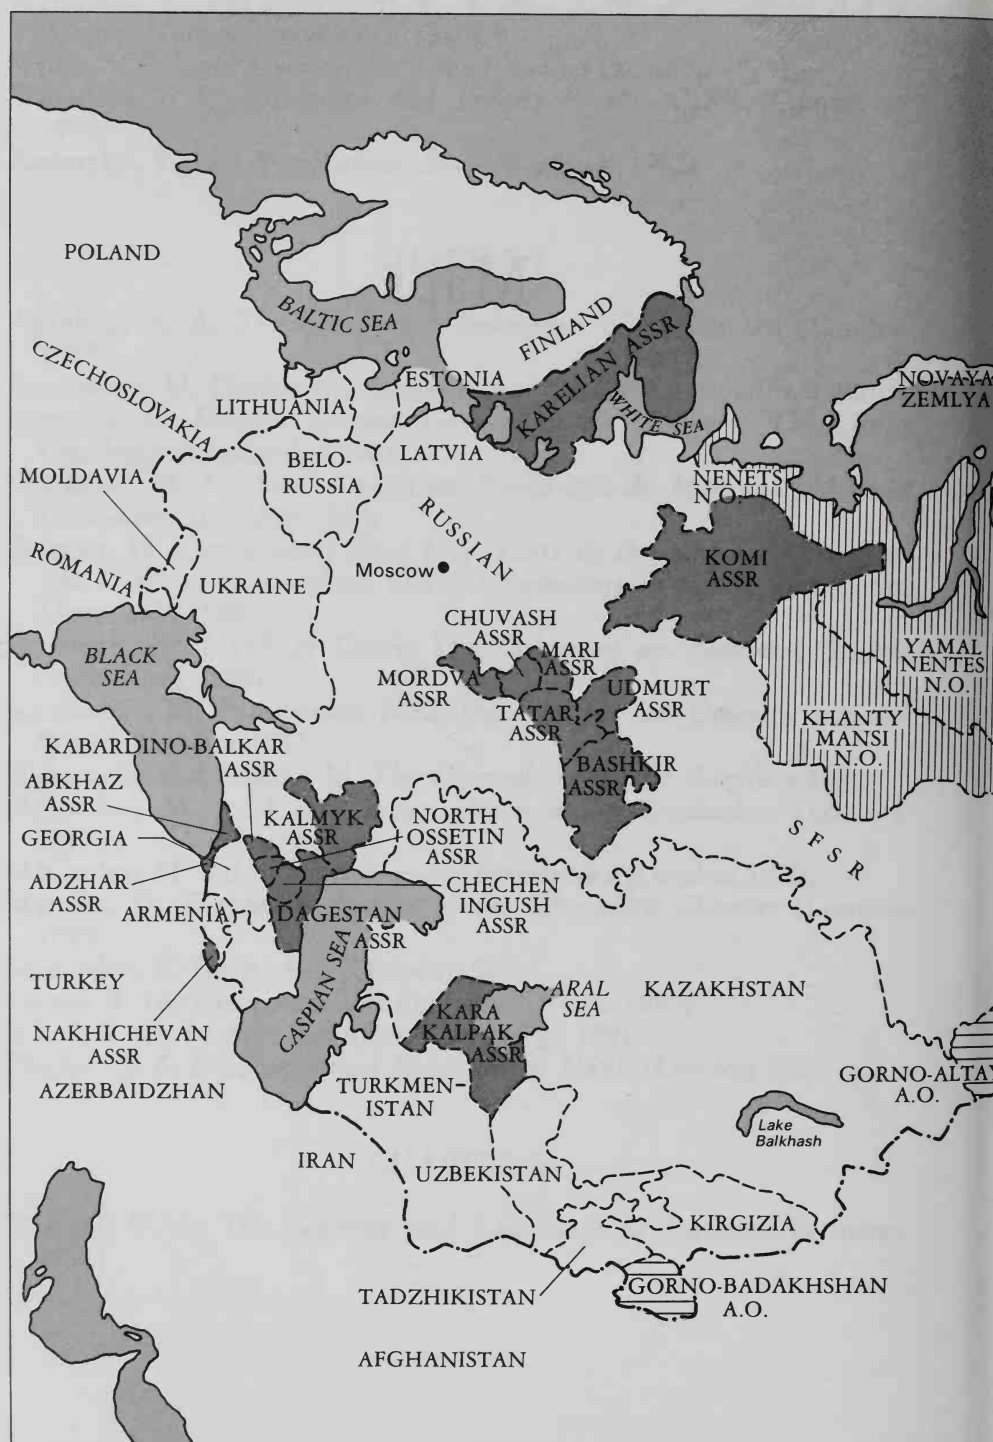 POLAND
BALTIC SEA
CZECHOSLOVAKIA
FINLAND
KARELIAN ASSR
WHITE SEA
ESTONIA
LITHUANIA
LATVIA
NOVAYA
ZEMLYA
MOLDAVIA
BELO-
RUSSIA
NENETS
N.O.
RUSSIAN
ROMANIA
UKRAINE
Moscow
KOMI
ASSR
BLACK
SEA
CHUVASH
ASSR
MARI
ASSR
MORDVA
ASSR
TATAR
ASSR
UDMURT
ASSR
BASHKIR
ASSR
YAMAL
NENTES
N.O.
KHANTY
MANSI
N.O.
KABARDINO-BALKAR
ASSR
ABKHAZ
ASSR
GEORGIA
KALMYK
ASSR
NORTH
OSSETIN
ASSR
SFSR
ADZHAR
ASSR
ARMENIA
CHECHEN
INGUSH
ASSR
DAGESTAN
ASSR
CASPIAN SEA
TURKEY
NAKHICHEVAN
ASSR
AZERBAIDZHAN
KARA
KALPAK
ASSR
ARAL
SEA
KAZAKHSTAN
TURKMEN-
ISTAN
GORNO-ALTAY
A.O.
Lake
Balkhash
IRAN
UZBEKISTAN
KIRGIZIA
TADZHIKISTAN
GORNO-BADAKHSHAN
A.O.
AFGHANISTAN